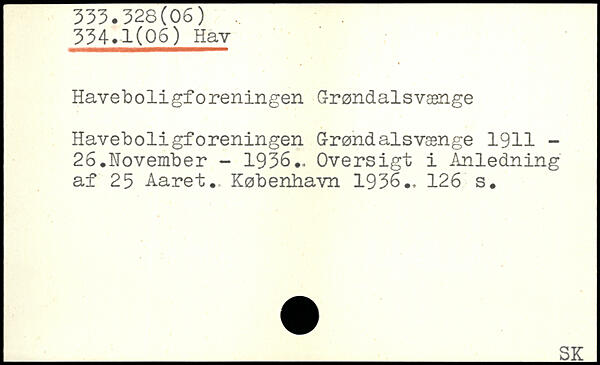 333.328(06)
334.1(06) Hav
Haveboligforeningen Grøndalsvænge
Haveboligforeningen Grøndalsvænge 1911 -
26.November - 1936.. Oversigt i Anledning
af 25 Aaret.. København 1936.. 126 s.
SK